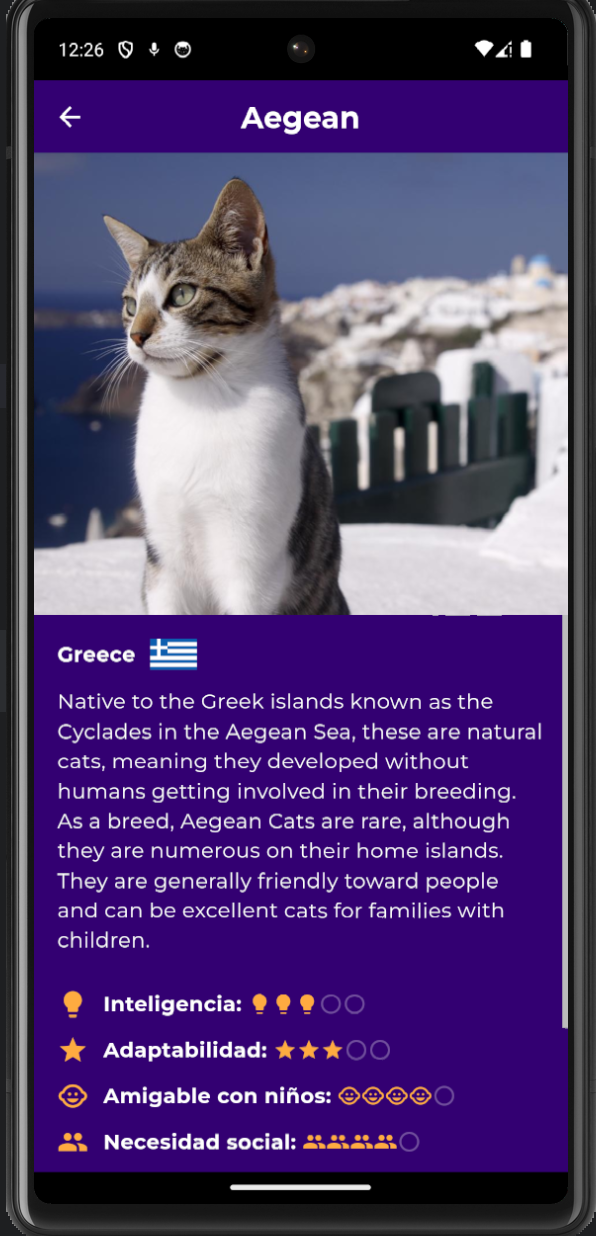 12:26
Aegean
Greece
Native to the Greek islands known as the
Cyclades in the Aegean Sea, these are natural
cats, meaning they developed without
humans getting involved in their breeding.
As a breed, Aegean Cats are rare, although
they are numerous on their home islands.
They are generally friendly toward people
and can be excellent cats for families with
children.
Inteligencia:
Adaptabilidad:
Amigable con niños:
Necesidad social: